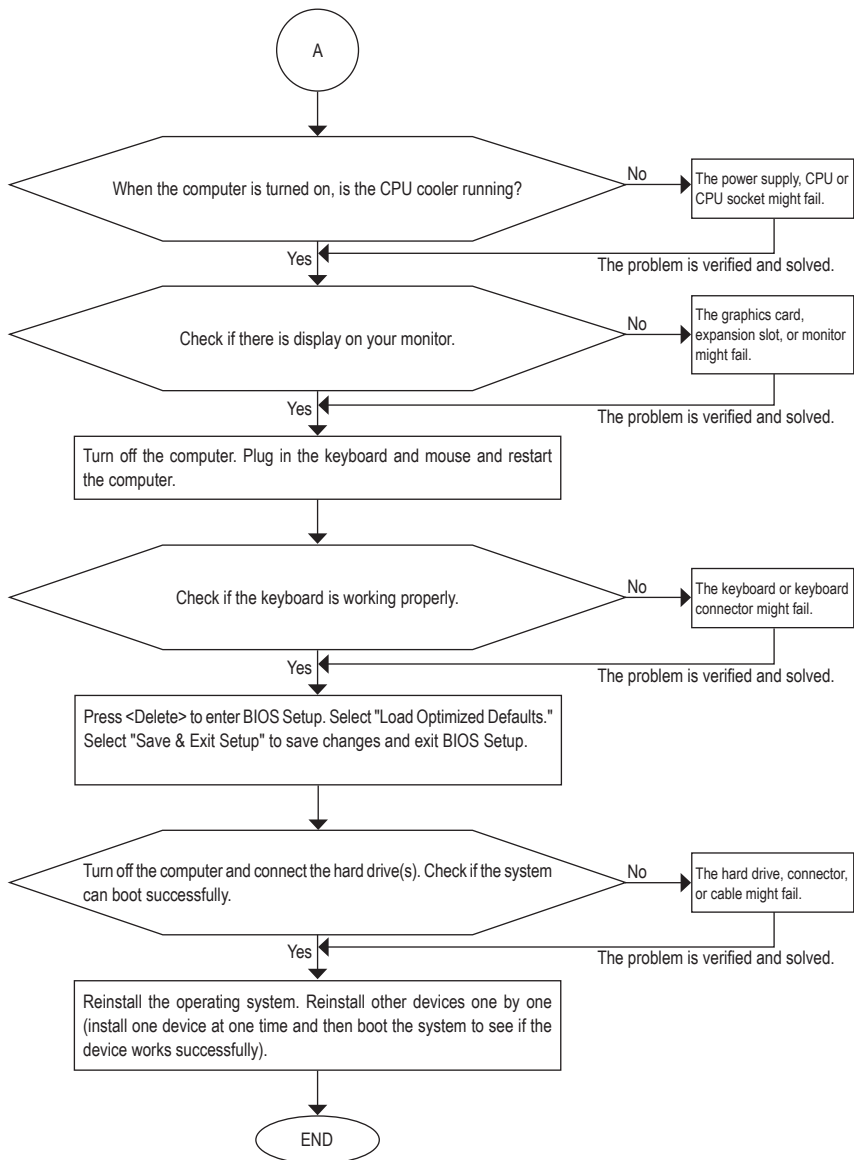 A
When the computer is turned on, is the CPU cooler running?
No
The power supply, CPU or
CPU socket might fail.
Yes
The problem is verified and solved.
Check if there is display on your monitor.
No
The graphics card,
expansion slot, or monitor
might fail.
Yes
The problem is verified and solved.
Turn off the computer. Plug in the keyboard and mouse and restart
the computer.
Check if the keyboard is working properly.
No
The keyboard or keyboard
connector might fail.
Yes
The problem is verified and solved.
Press <Delete> to enter BIOS Setup. Select "Load Optimized Defaults."
Select "Save & Exit Setup" to save changes and exit BIOS Setup.
Turn off the computer and connect the hard drive(s). Check if the system
can boot successfully.
No
The hard drive, connector,
or cable might fail.
Yes
The problem is verified and solved.
Reinstall the operating system. Reinstall other devices one by one
(install one device at one time and then boot the system to see if the
device works successfully).
END